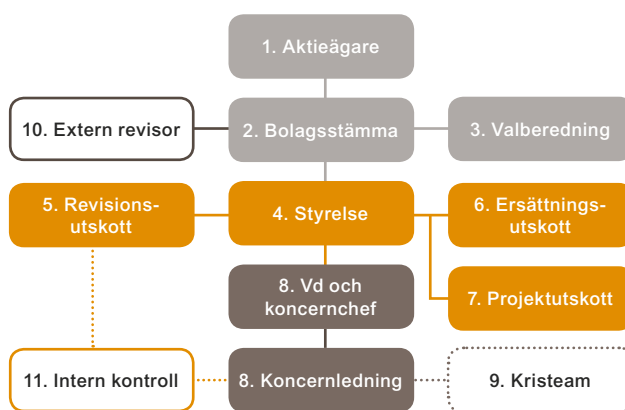 1. Aktieägare
10. Extern revisor
2. Bolagsstämma
3. Valberedning
5. Revisions-
utskott
4. Styrelse
6. Ersättnings-
utskott
8. Vd och
koncernchef
7. Projektutskott
11. Intern kontroll
8. Koncernledning
9. Kristeam